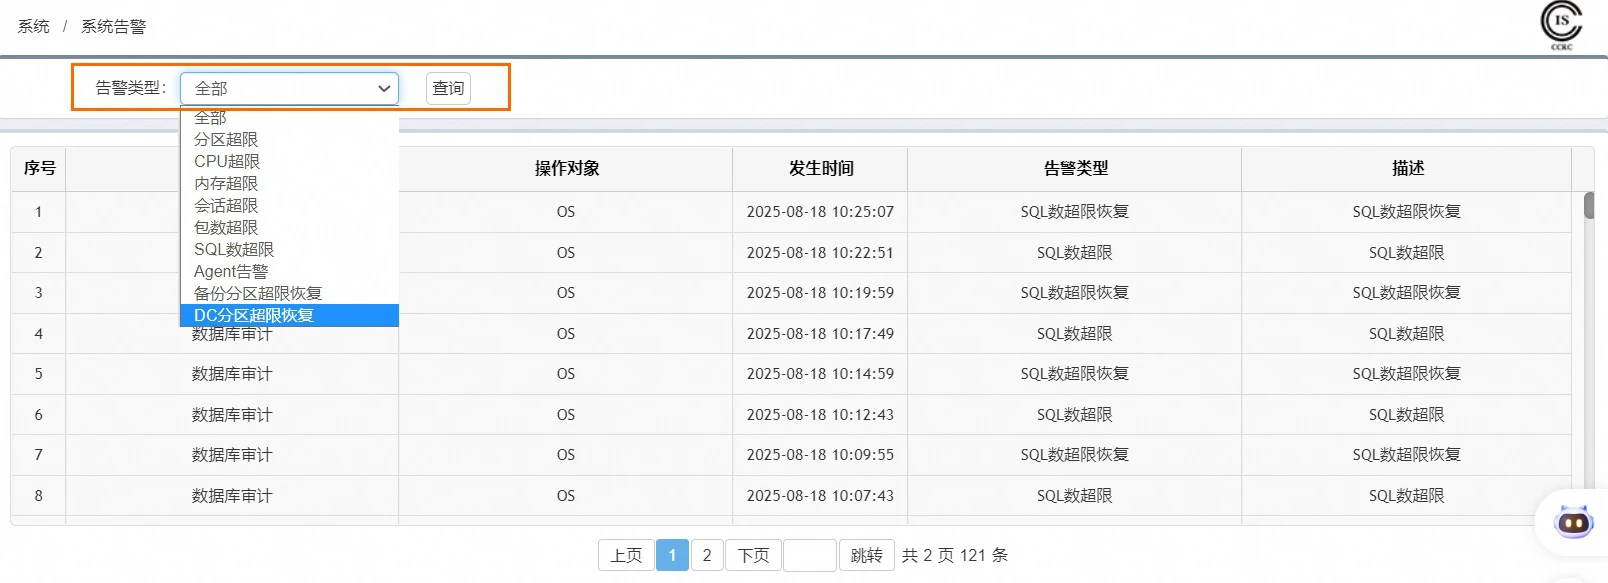 系统 / 系统告警
IS
CCRC
告警类型: 全部 查询
全部
分区超限
CPU超限
内存超限
会话超限
包数超限
SQL数超限
Agent告警
备份分区超限恢复
DC分区超限恢复
序号 操作对象 发生时间 告警类型 描述
1 OS 2025-08-18 10:25:07 SQL数超限恢复 SQL数超限恢复
2 OS 2025-08-18 10:22:51 SQL数超限 SQL数超限
3 OS 2025-08-18 10:19:59 SQL数超限恢复 SQL数超限恢复
4 数据库审计 OS 2025-08-18 10:17:49 SQL数超限 SQL数超限
5 数据库审计 OS 2025-08-18 10:14:59 SQL数超限恢复 SQL数超限恢复
6 数据库审计 OS 2025-08-18 10:12:43 SQL数超限 SQL数超限
7 数据库审计 OS 2025-08-18 10:09:55 SQL数超限恢复 SQL数超限恢复
8 数据库审计 OS 2025-08-18 10:07:43 SQL数超限 SQL数超限
上页 1 2 下页 跳转 共 2 页 121 条